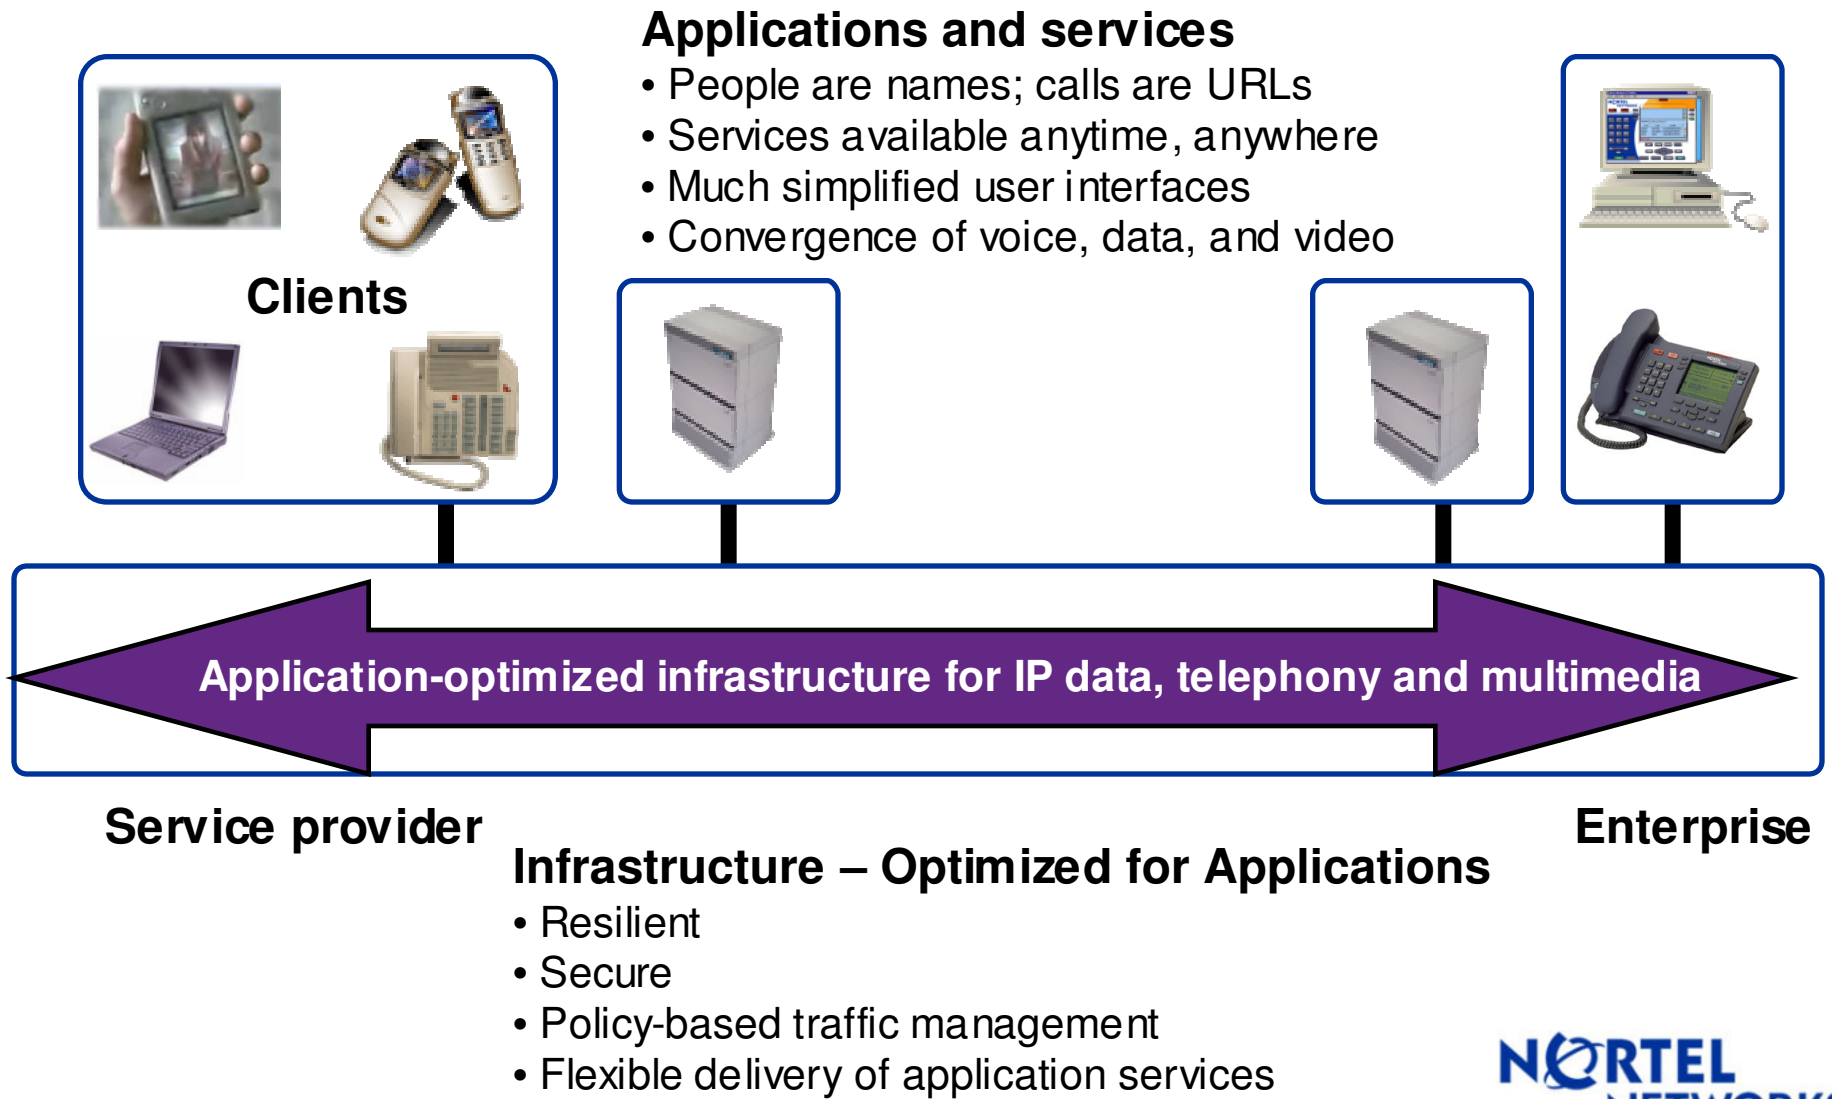 Applications and services
• People are names; calls are URLs
• Services available anytime, anywhere
• Much simplified user interfaces
• Convergence of voice, data, and video
Clients
Application-optimized infrastructure for IP data, telephony and multimedia
Service provider
Enterprise
Infrastructure – Optimized for Applications
• Resilient
• Secure
• Policy-based traffic management
• Flexible delivery of application services
NORTEL
NETWORKS